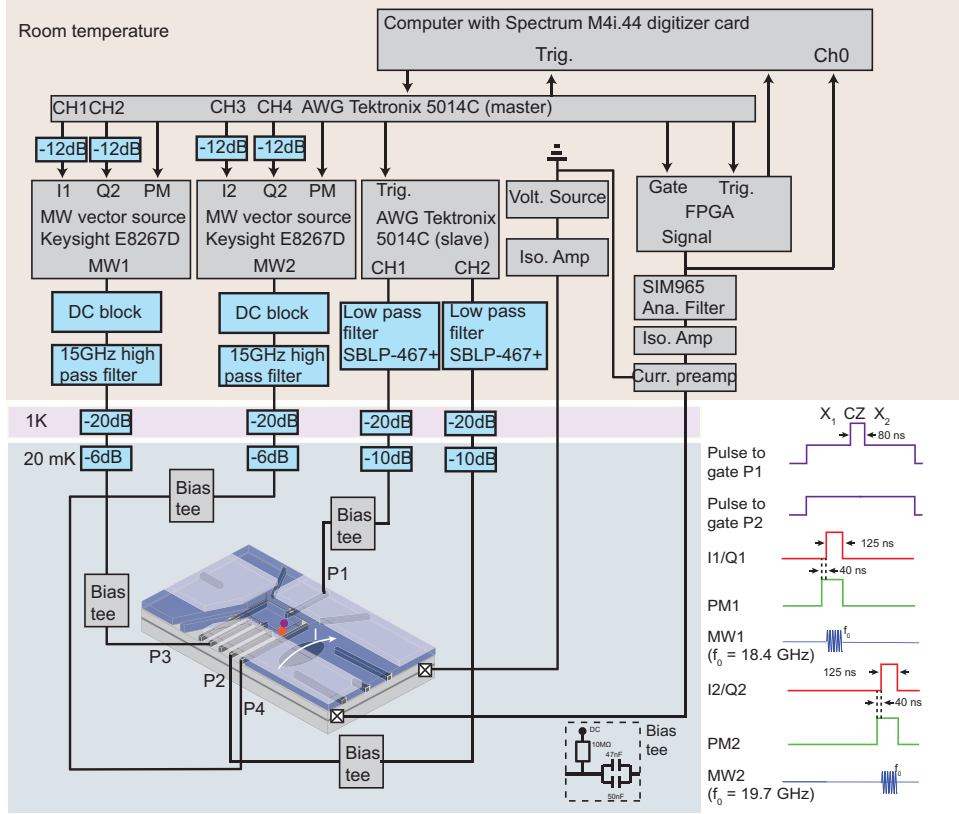 Room temperature
Computer with Spectrum M4i.44 digitizer card
Trig.
Ch0
CH1 CH2
CH3 CH4 AWG Tektronix 5014C (master)
-12dB
-12dB
-12dB
-12dB
I1 Q2 PM
MW vector source
Keysight E8267D
MW1
I2 Q2 PM
MW vector source
Keysight E8267D
MW2
Trig.
AWG Tektronix
5014C (slave)
CH1 CH2
Volt. Source
Iso. Amp
Gate Trig.
FPGA
Signal
SIM965
Ana. Filter
Iso. Amp
Curr. preamp
DC block
DC block
15GHz high
pass filter
15GHz high
pass filter
Low pass
filter
SBLP-467+
Low pass
filter
SBLP-467+
1K
-20dB
-20dB
-20dB
-20dB
20 mK
-6dB
-6dB
-10dB
-10dB
Bias
tee
Bias
tee
Bias
tee
P1
P3
P2
P4
I
Bias
tee
DC
10MΩ
47nF
50nF
Bias
tee
X1 CZ X2
80 ns
Pulse to
gate P1
Pulse to
gate P2
I1/Q1
125 ns
40 ns
PM1
MW1
(f0 = 18.4 GHz)
f0
125 ns
I2/Q2
40 ns
PM2
MW2
(f0 = 19.7 GHz)
f0